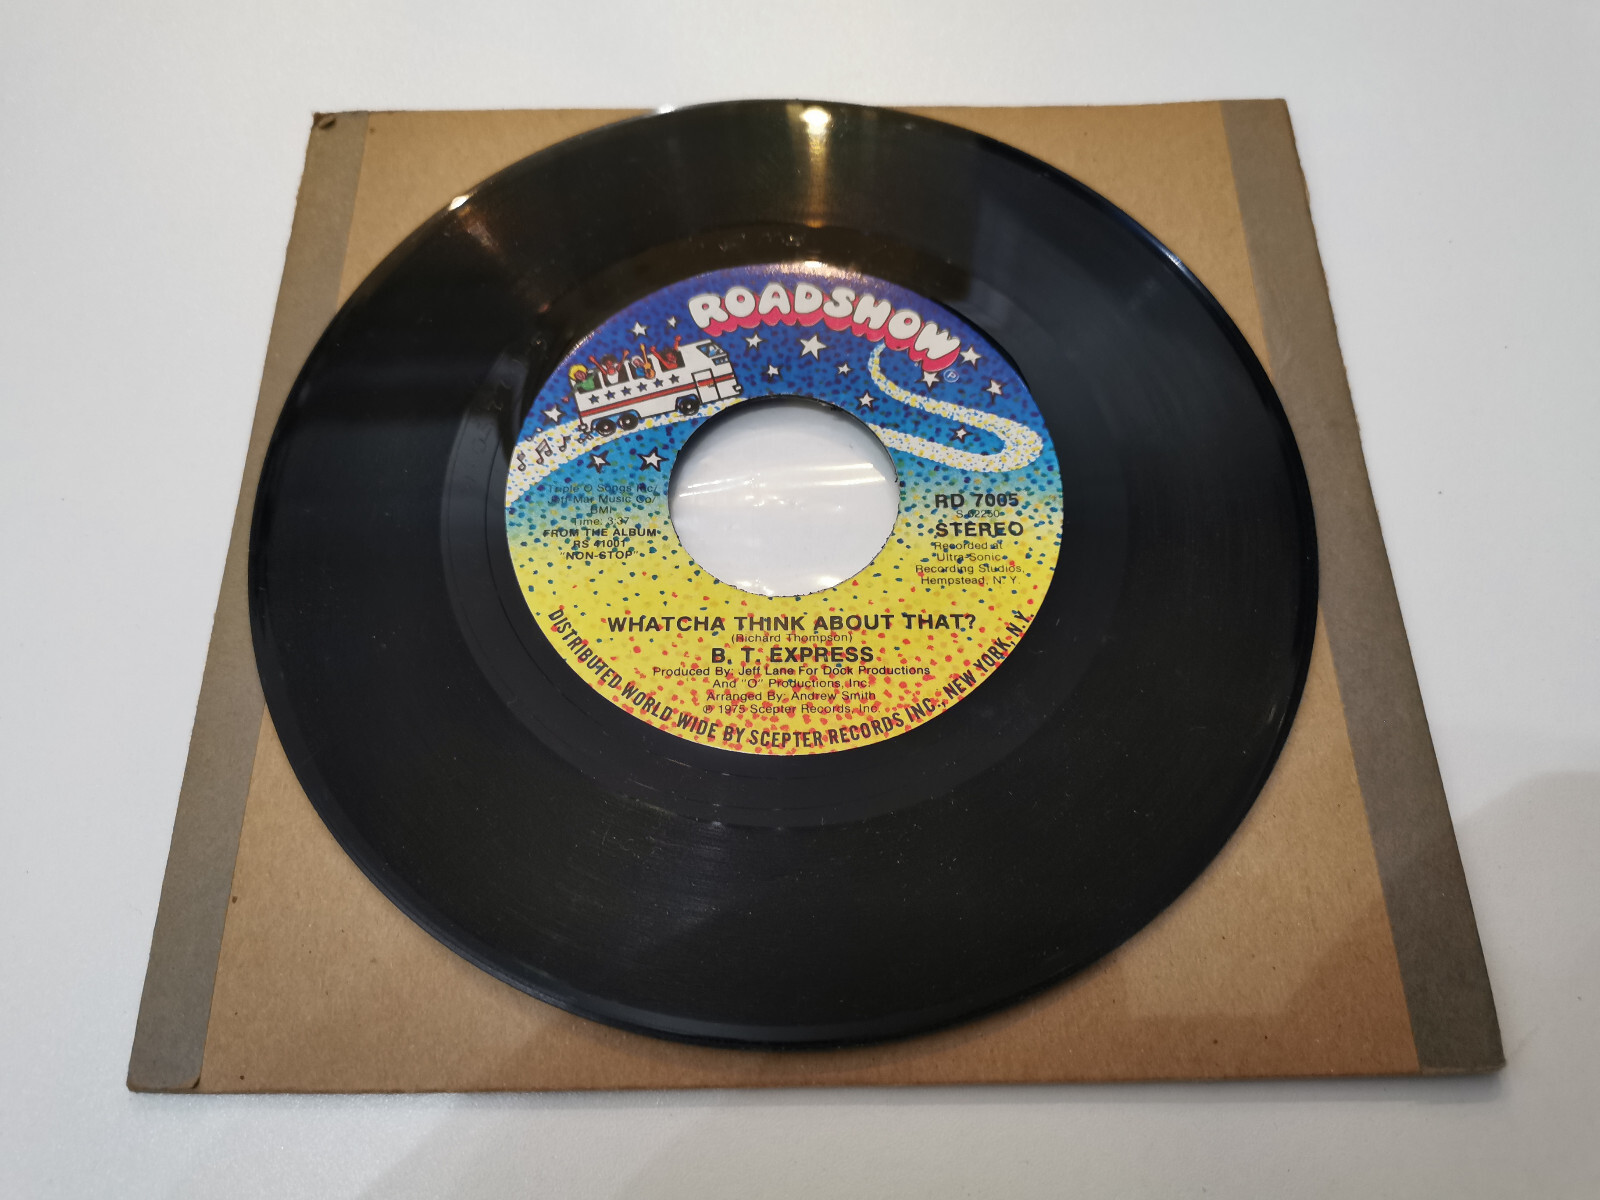 ROADSHOW
Triple O Songs Inc/
Jeff Mar Music Co/
BMI
Time: 3:37
FROM THE ALBUM
RS 41001
"NON-STOP"
RD 7005
S-62250
STEREO
Recorded at
Ultra-Sonic
Recording Studios,
Hempstead, N. Y.
WHATCHA THINK ABOUT THAT?
(Richard Thompson)
B. T. EXPRESS
Produced By: Jeff Lane For Dock Productions
And "O" Productions, Inc.
Arranged By: Andrew Smith
℗ 1975 Scepter Records, Inc.
DISTRIBUTED WORLD WIDE BY SCEPTER RECORDS INC., NEW YORK, N.Y.